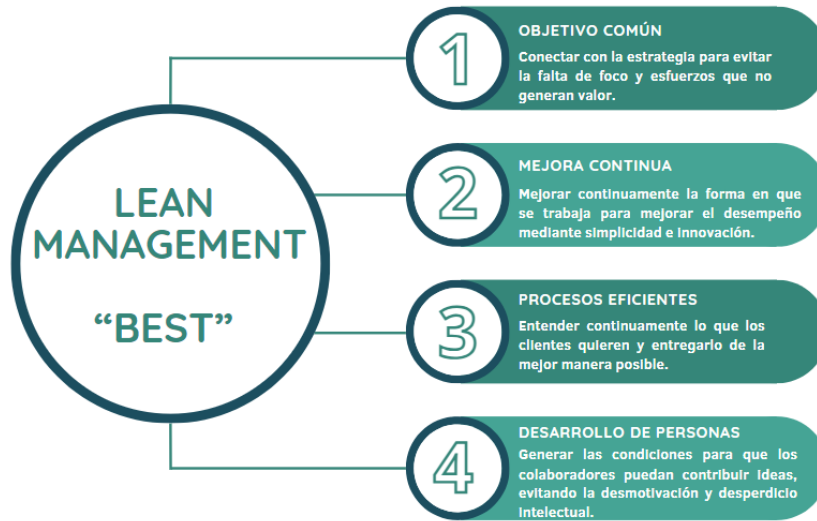 LEAN
MANAGEMENT
“BEST”
1
OBJETIVO COMÚN
Conectar con la estrategia para evitar
la falta de foco y esfuerzos que no
generan valor.
2
MEJORA CONTINUA
Mejorar continuamente la forma en que
se trabaja para mejorar el desempeño
mediante simplicidad e innovación.
3
PROCESOS EFICIENTES
Entender continuamente lo que los
clientes quieren y entregarlo de la
mejor manera posible.
4
DESARROLLO DE PERSONAS
Generar las condiciones para que los
colaboradores puedan contribuir ideas,
evitando la desmotivación y desperdicio
intelectual.